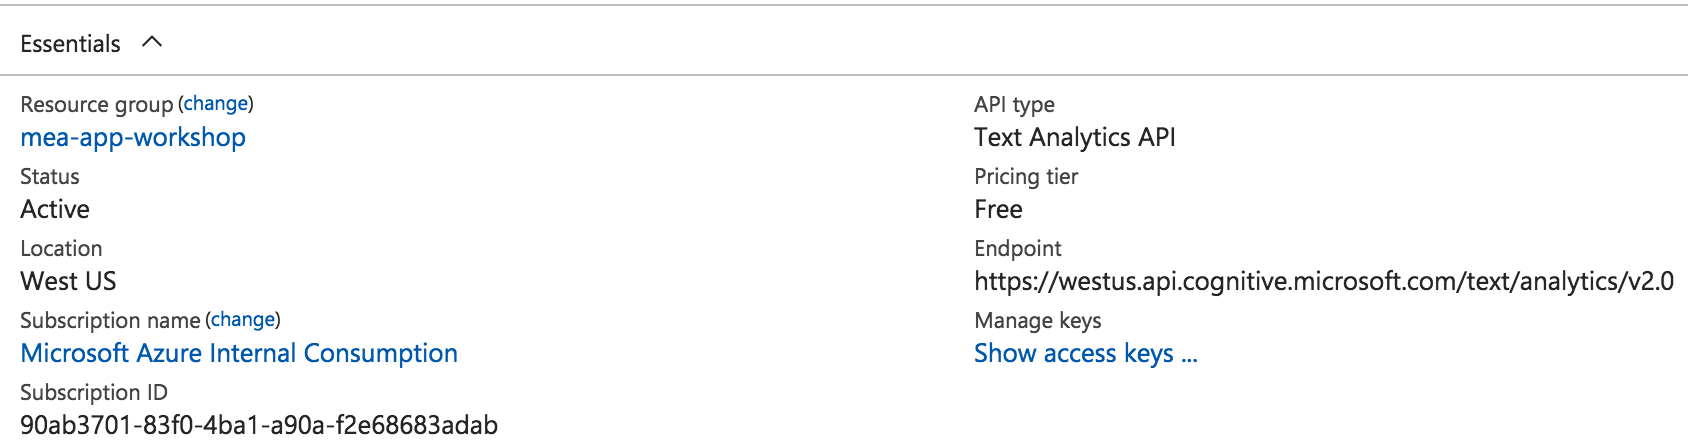 Essentials
Resource group (change)
mea-app-workshop
Status
Active
Location
West US
Subscription name (change)
Microsoft Azure Internal Consumption
Subscription ID
90ab3701-83f0-4ba1-a90a-f2e68683adab
API type
Text Analytics API
Pricing tier
Free
Endpoint
https://westus.api.cognitive.microsoft.com/text/analytics/v2.0
Manage keys
Show access keys ...